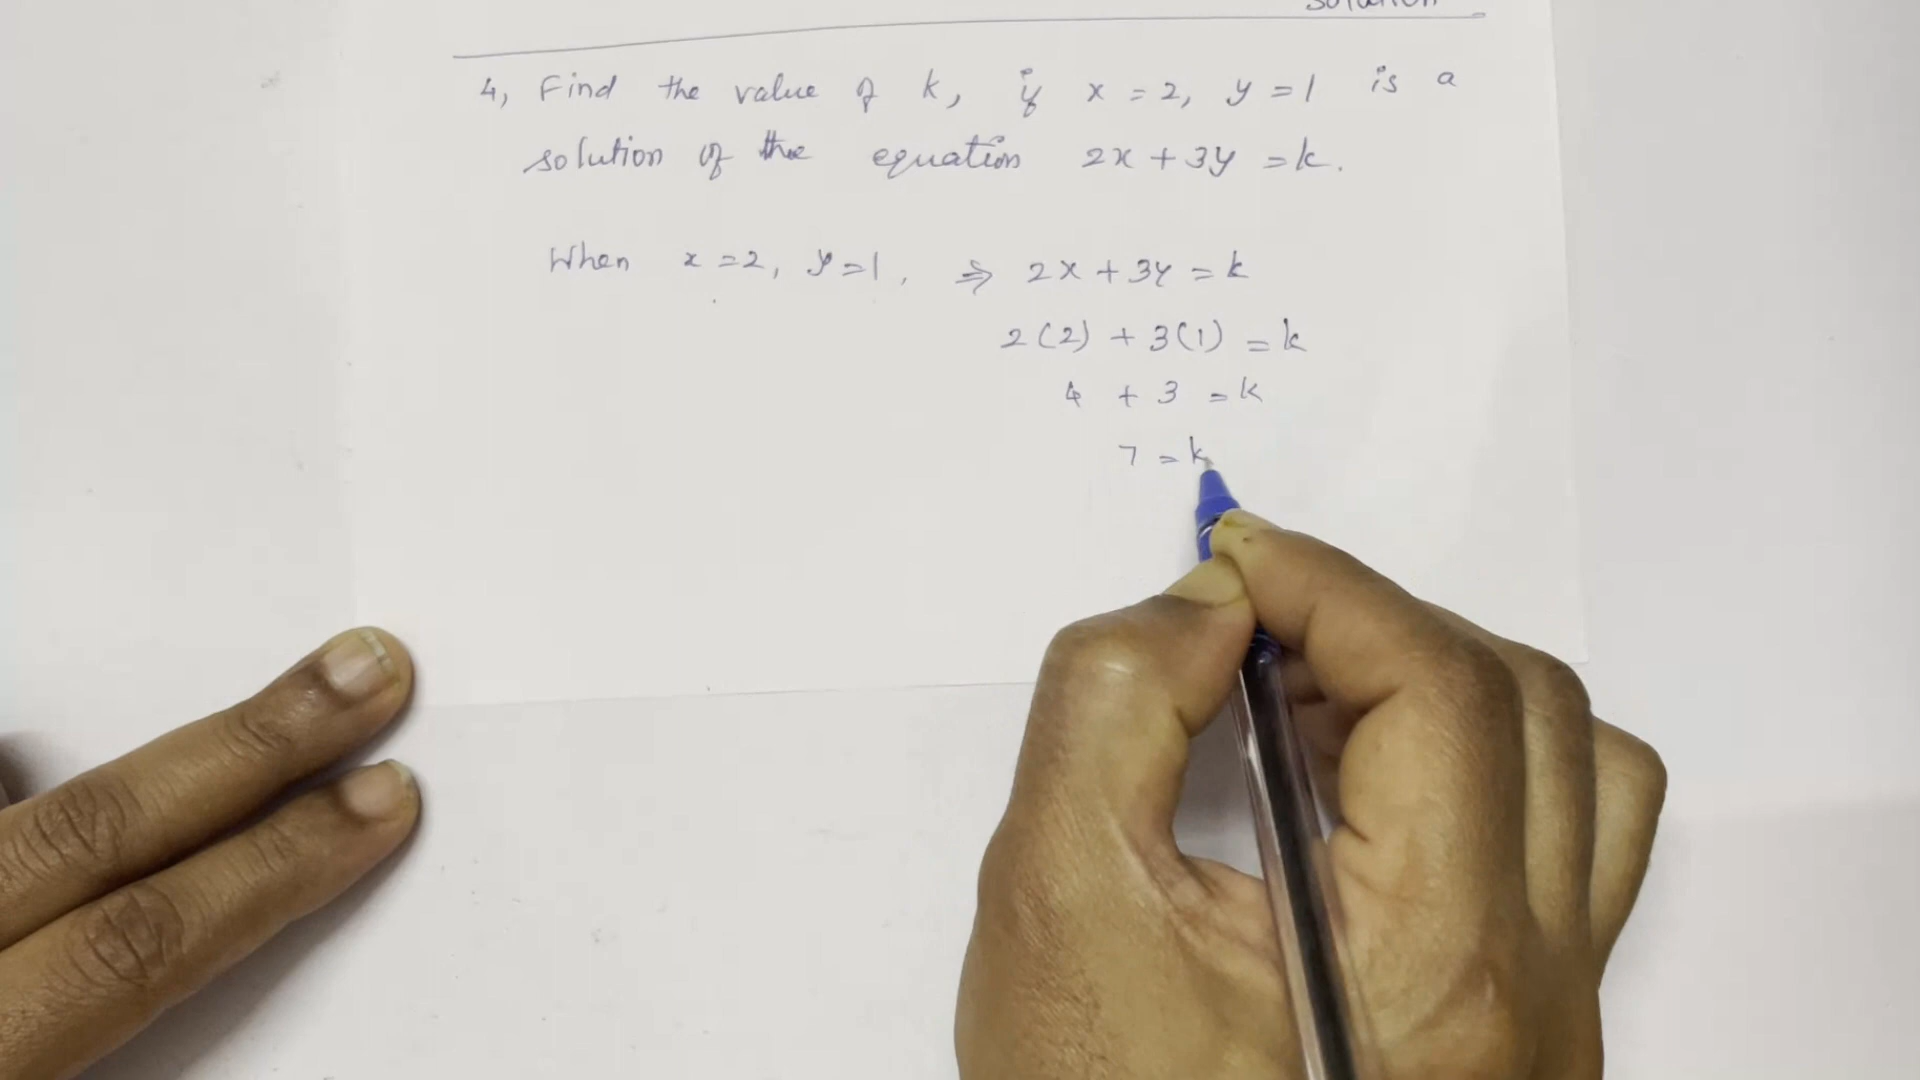 solution
4, Find the value of k, if x = 2, y = 1 is a
solution of the equation 2x + 3y = k.
When x = 2, y = 1, ⇒ 2x + 3y = k
2(2) + 3(1) = k
4 + 3 = k
7 = k